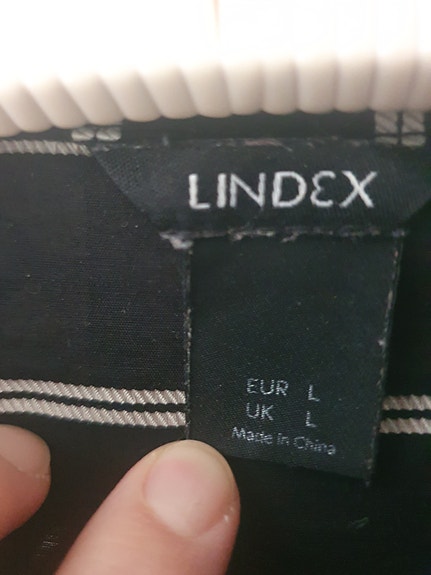 LINDEX
EUR L
UK L
Made in China